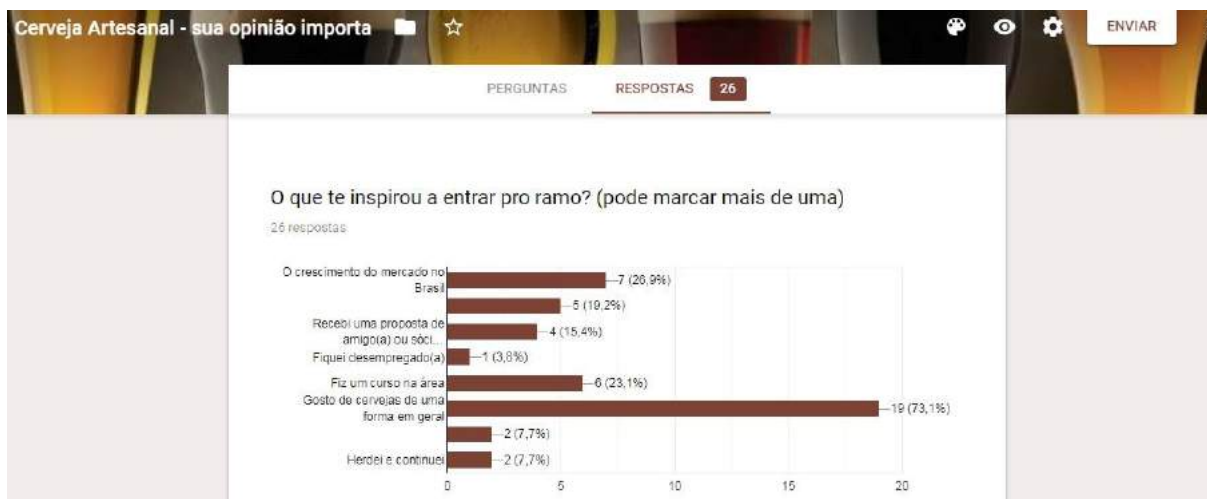 Cerveja Artesanal - sua opinião importa
ENVIAR
PERGUNTAS
RESPOSTAS 26
O que te inspirou a entrar pro ramo? (pode marcar mais de uma)
26 respostas
O crescimento do mercado no
Brasil
7 (26,9%)
5 (19,2%)
Recebi uma proposta de
amigo(a) ou sóci...
4 (15,4%)
Fiquei desempregado(a)
1 (3,8%)
Fiz um curso na área
6 (23,1%)
Gosto de cervejas de uma
forma em geral
19 (73,1%)
2 (7,7%)
Herdei e continuei
2 (7,7%)
0 5 10 15 20